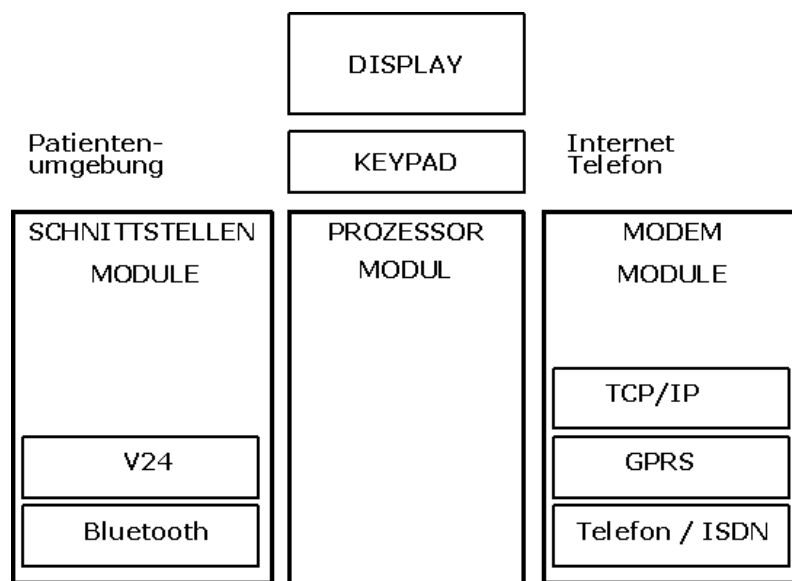 DISPLAY
Patienten-
umgebung
KEYPAD
Internet
Telefon
SCHNITTSTELLEN
MODULE
V24
Bluetooth
PROZESSOR
MODUL
MODEM
MODULE
TCP/IP
GPRS
Telefon / ISDN